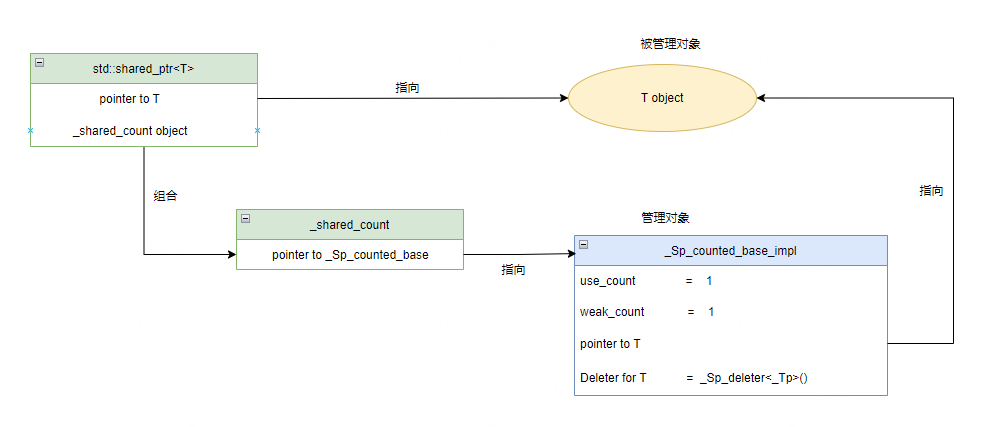 被管理对象
std::shared_ptr<T>
pointer to T
_shared_count object
指向
T object
组合
指向
_shared_count
pointer to _Sp_counted_base
指向
管理对象
_Sp_counted_base_impl
use_count = 1
weak_count = 1
pointer to T
Deleter for T = _Sp_deleter<_Tp>()